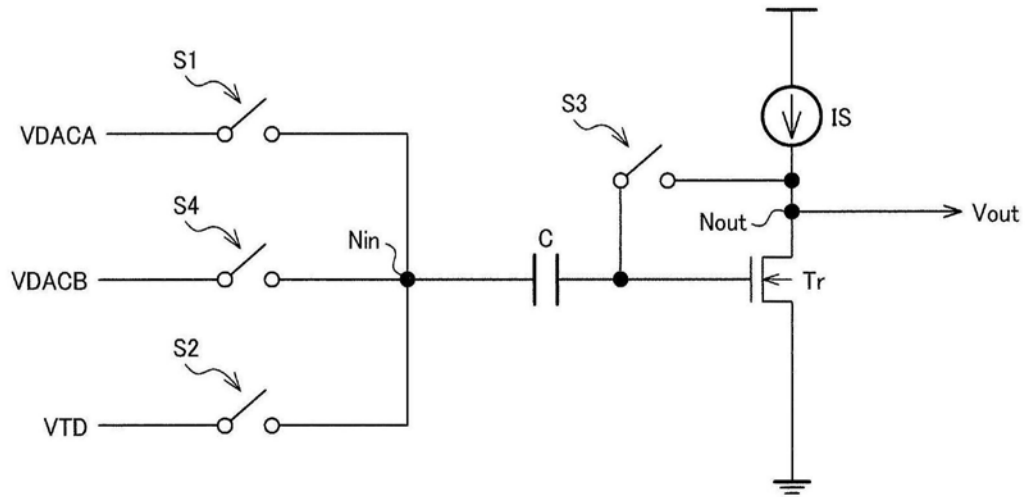 S1
VDACA
S3
IS
S4
Nin
C
Nout
Vout
VDACB
Tr
S2
VTD